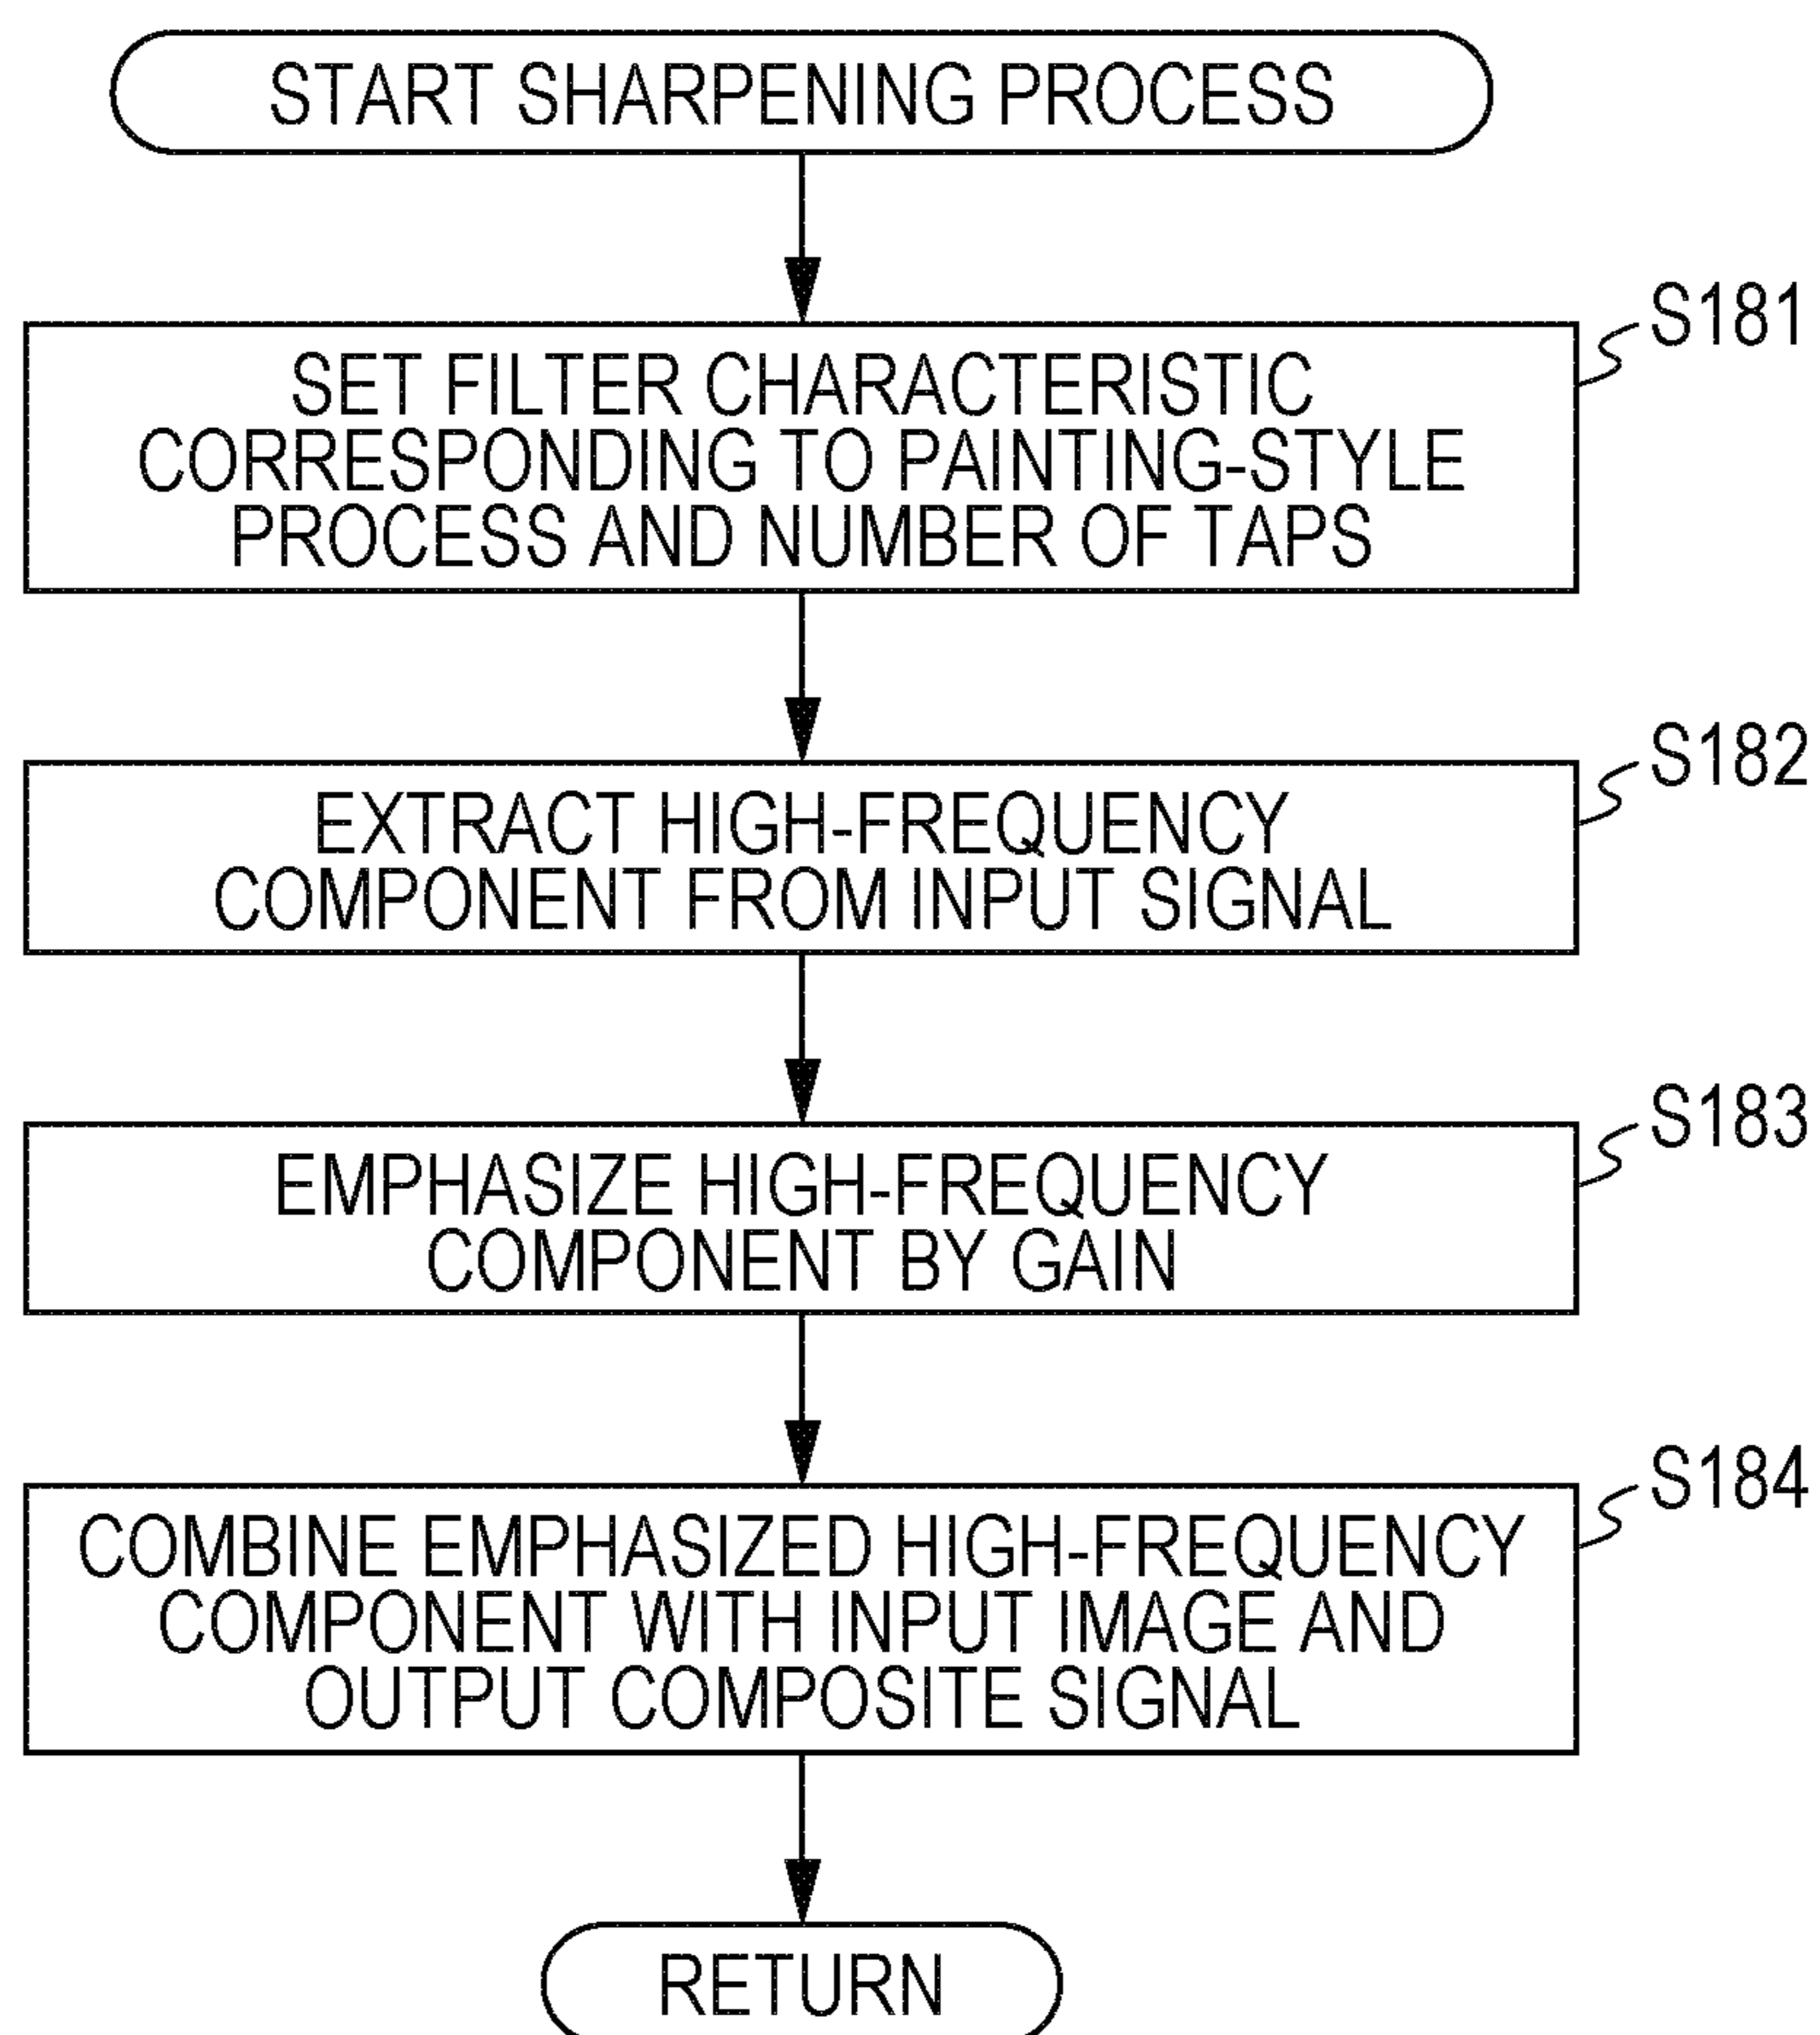 START SHARPENING PROCESS
S181
SET FILTER CHARACTERISTIC
CORRESPONDING TO PAINTING-STYLE
PROCESS AND NUMBER OF TAPS
S182
EXTRACT HIGH-FREQUENCY
COMPONENT FROM INPUT SIGNAL
S183
EMPHASIZE HIGH-FREQUENCY
COMPONENT BY GAIN
S184
COMBINE EMPHASIZED HIGH-FREQUENCY
COMPONENT WITH INPUT IMAGE AND
OUTPUT COMPOSITE SIGNAL
RETURN